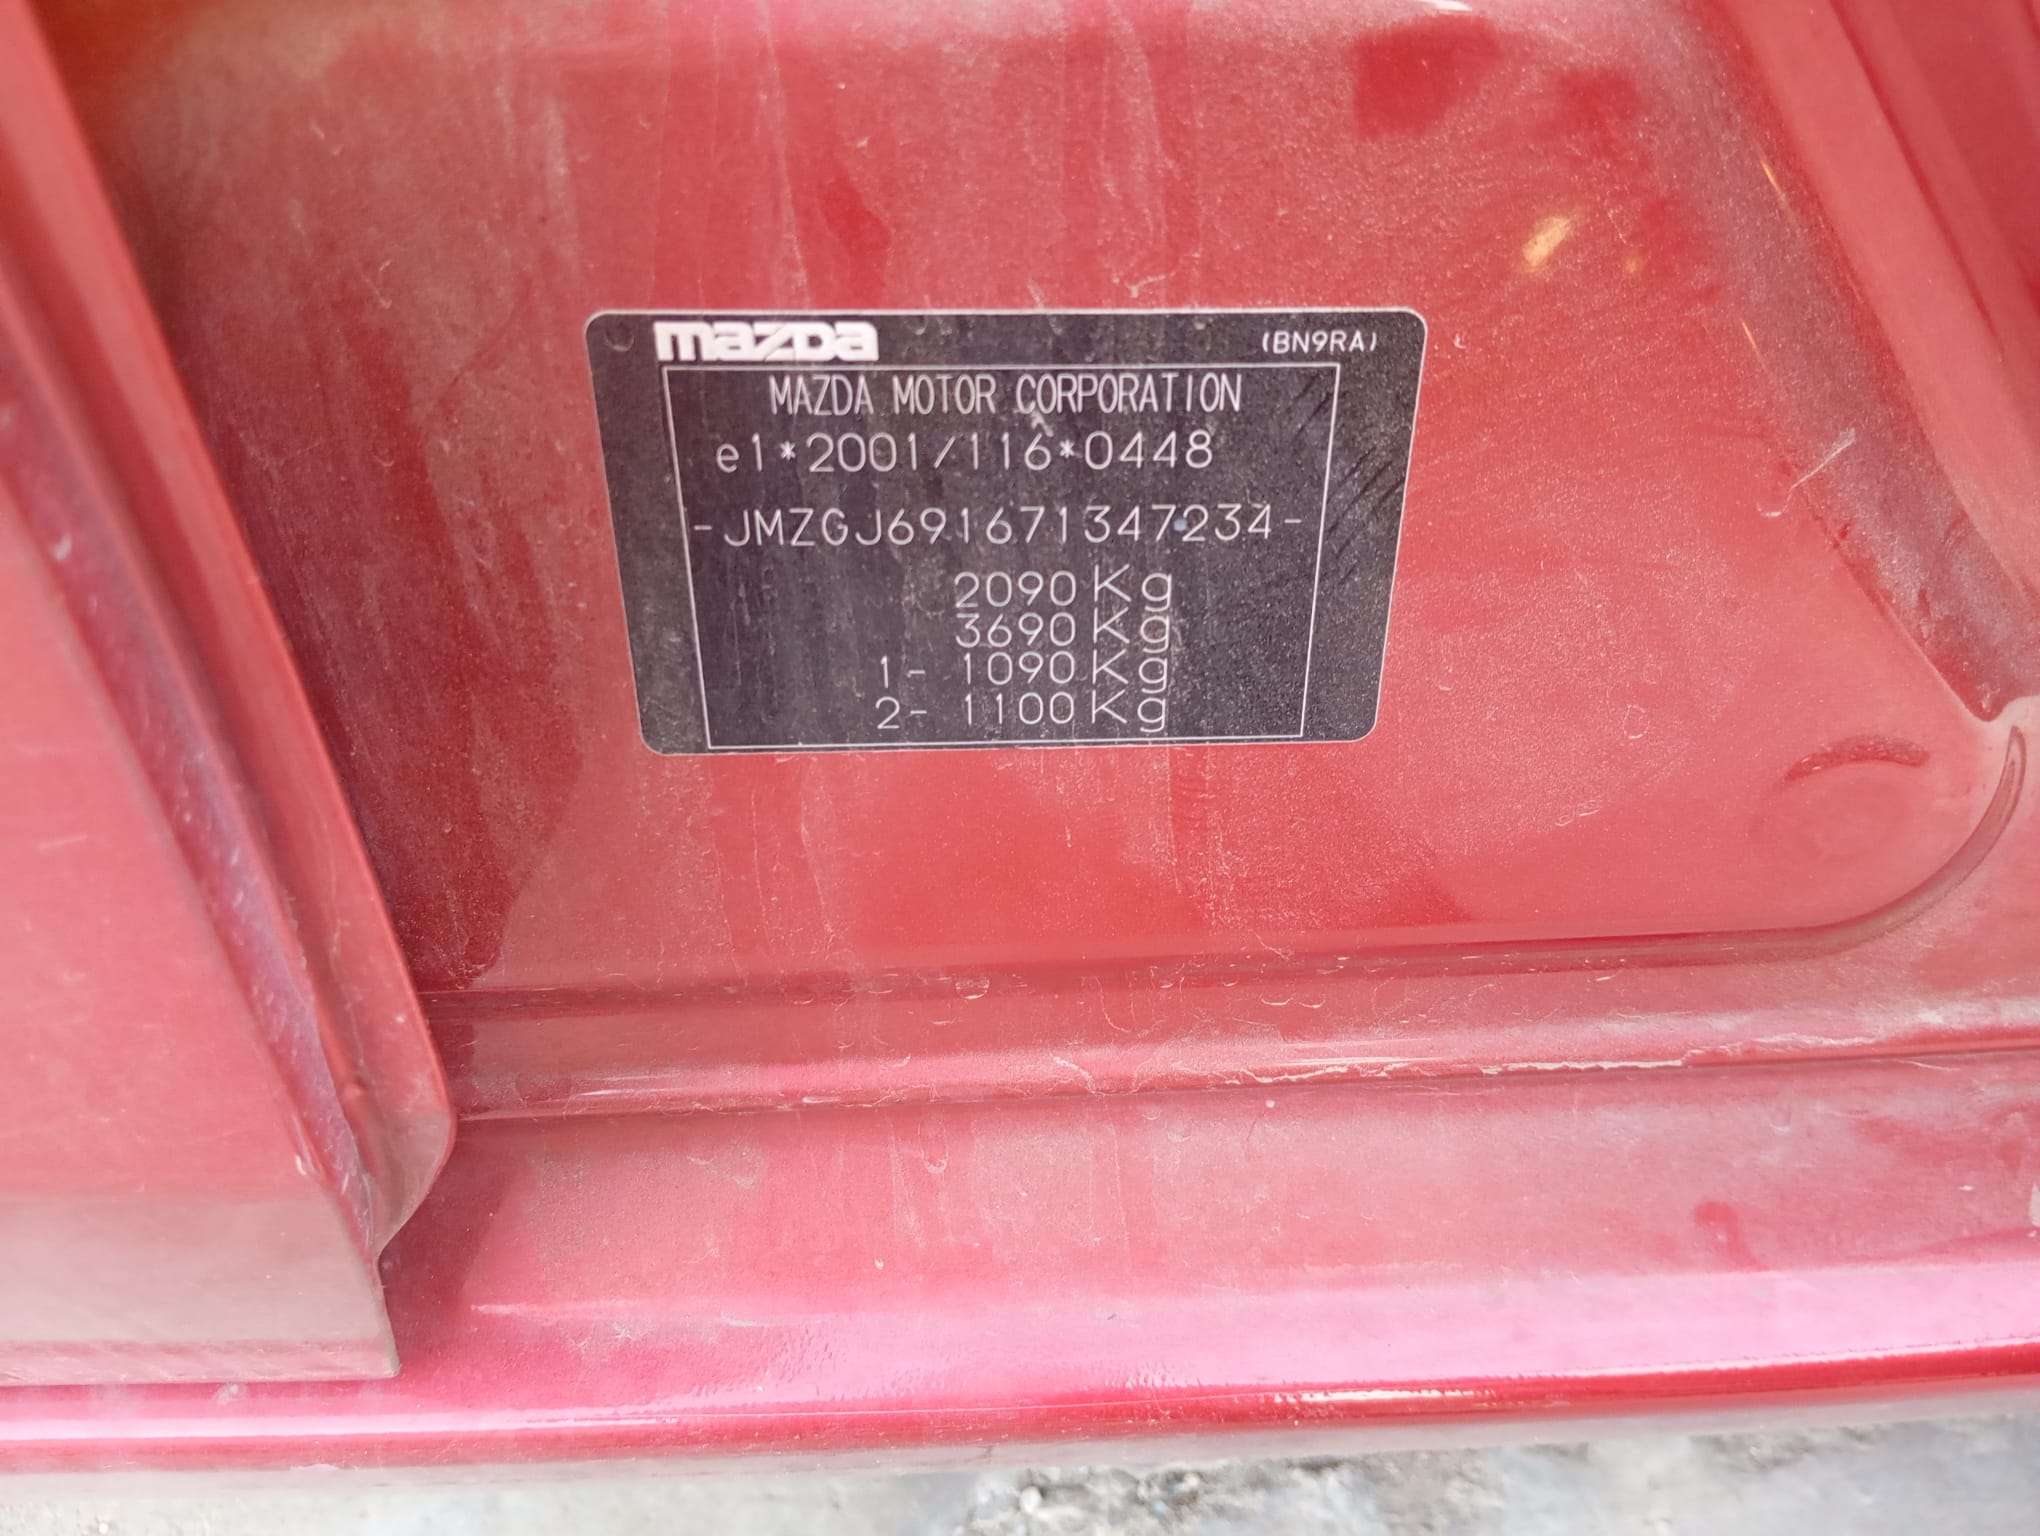 mazda (BN9RA)
MAZDA MOTOR CORPORATION
e1*2001/116*0448
-JMZGJ691671347234-
2090 Kg
3690 Kg
1- 1090 Kg
2- 1100 Kg